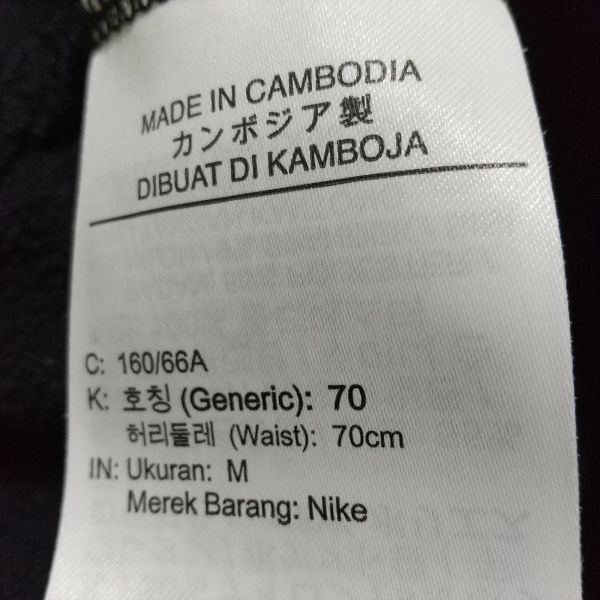 MADE IN CAMBODIA
カンボジア製
DIBUAT DI KAMBOJA
C: 160/66A
K: 호칭 (Generic): 70
허리둘레 (Waist): 70cm
IN: Ukuran: M
Merek Barang: Nike